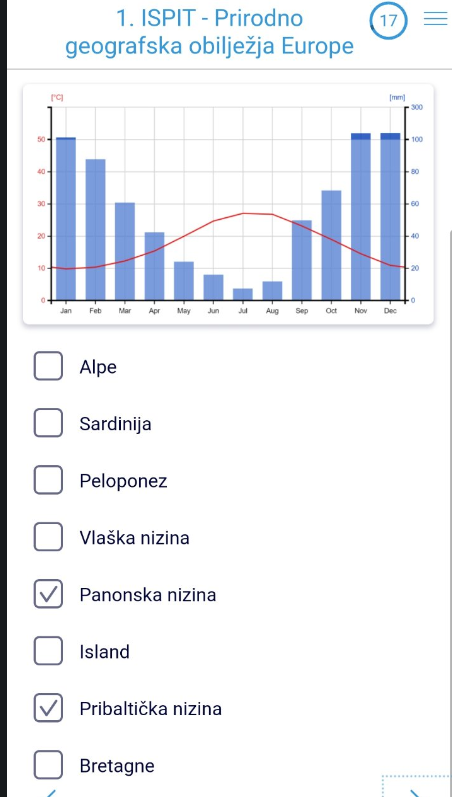 1. ISPIT - Prirodno
geografska obilježja Europe
17
[°C]
[mm]
300
50
100
40
80
30
60
20
40
10
20
0
0
Jan Feb Mar Apr May Jun Jul Aug Sep Oct Nov Dec
Alpe
Sardinija
Peloponez
Vlaška nizina
Panonska nizina
Island
Pribaltička nizina
Bretagne